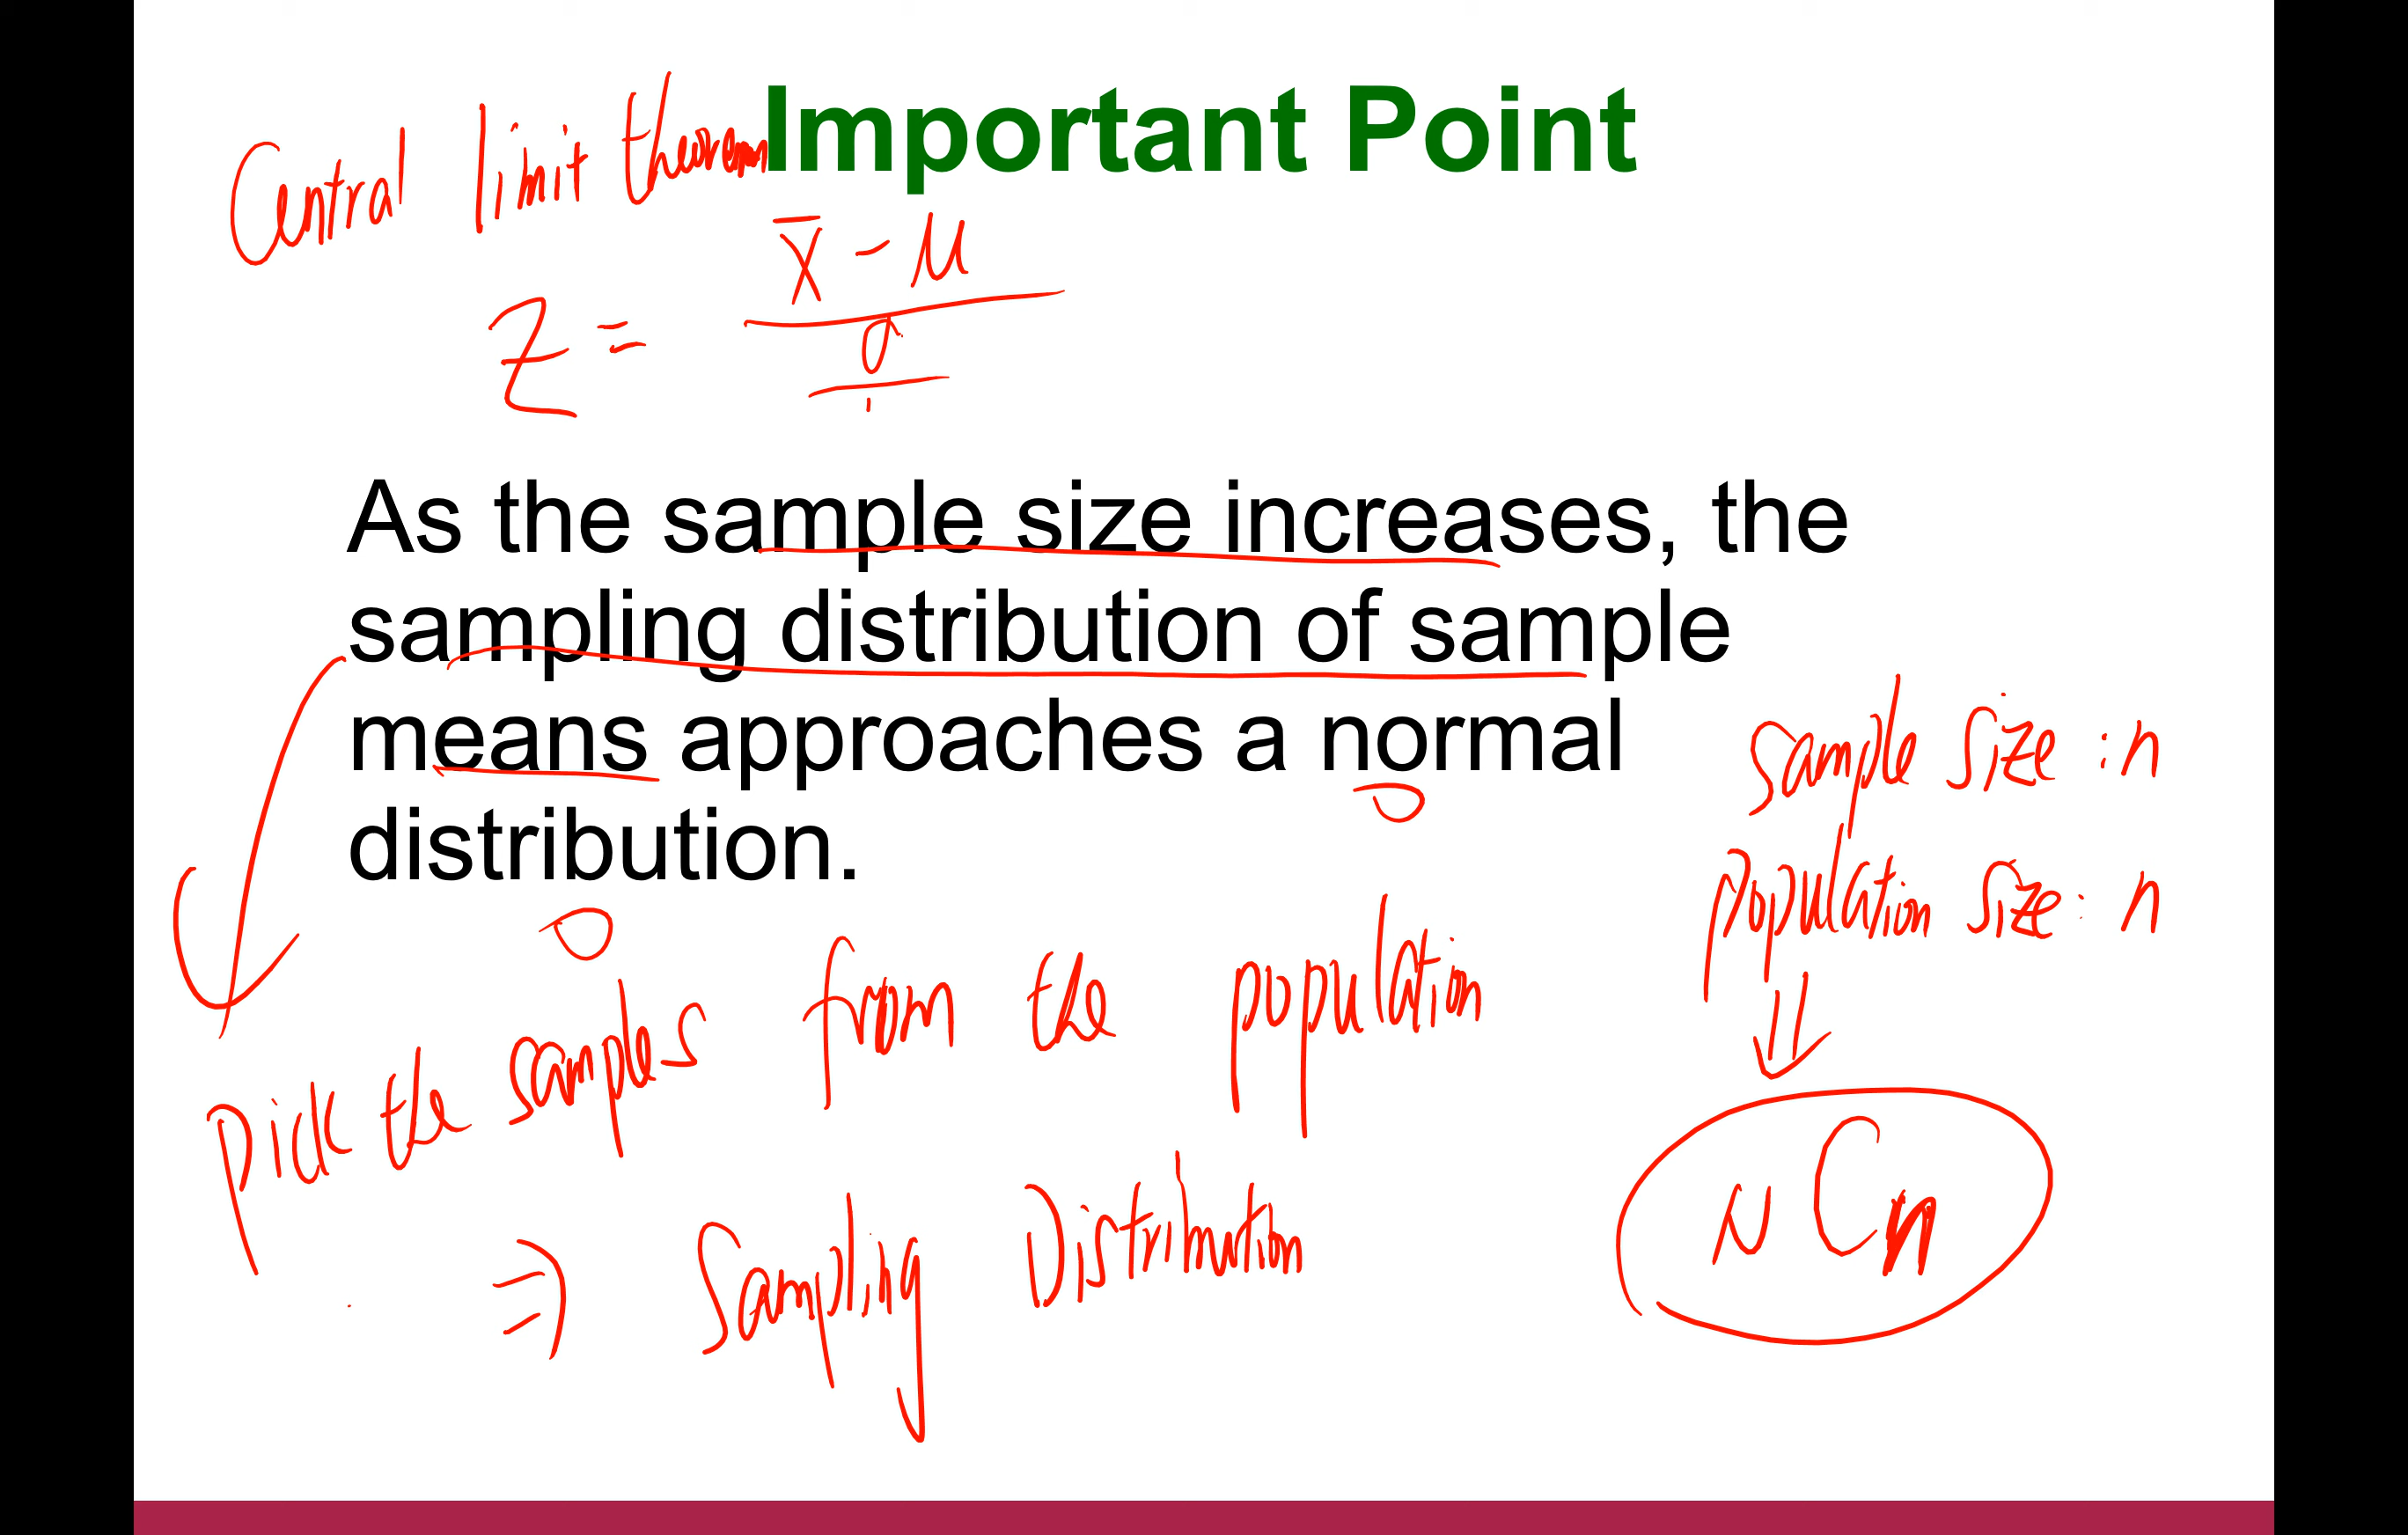 Central limit theorem
Important Point
Z = x̄ - μ / σ /
As the sample size increases, the
sampling distribution of sample
means approaches a normal
distribution.
Sample Size : n
Population Size : n
N C n
Pick the samples from the population
⇒ Sampling Distribution